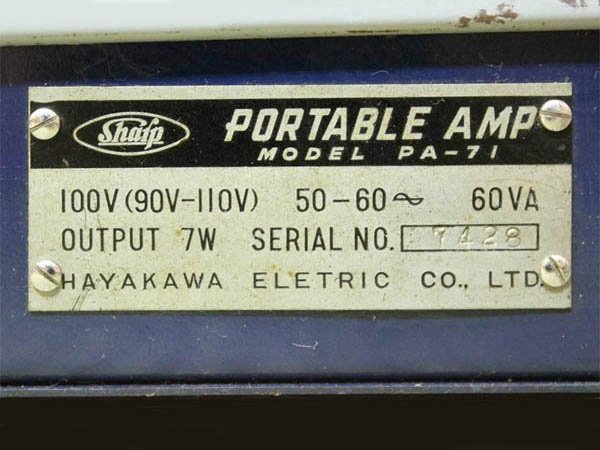 Sharp PORTABLE AMP
MODEL PA-71
100V (90V-110V) 50-60~ 60VA
OUTPUT 7W SERIAL NO. 7428
HAYAKAWA ELETRIC CO., LTD.